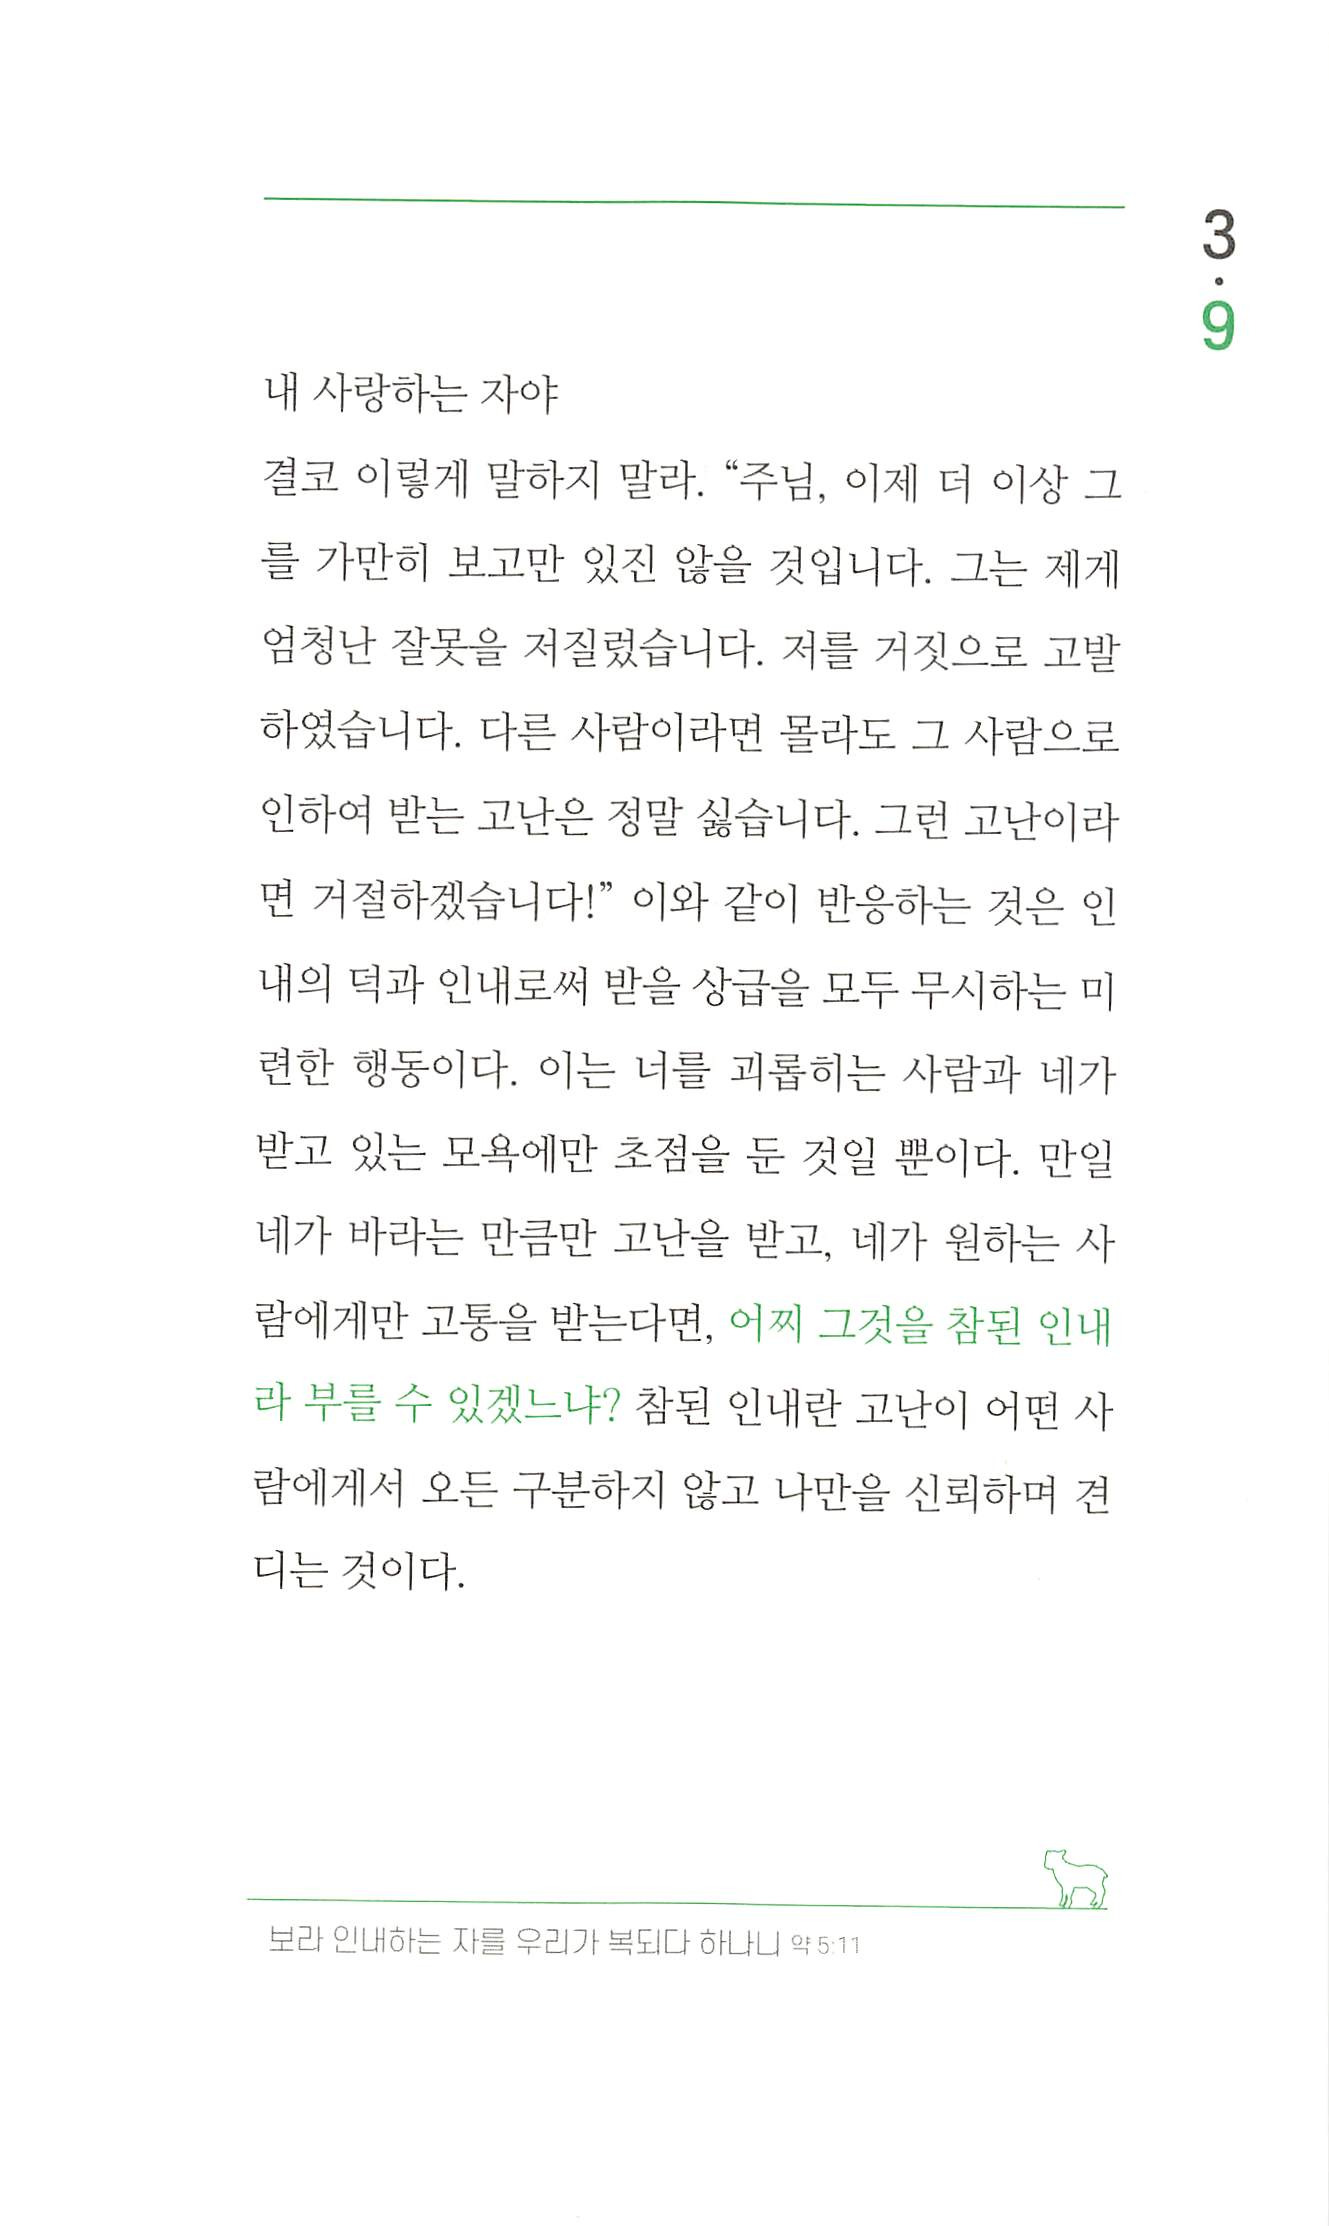 3
·
9
내 사랑하는 자야
결코 이렇게 말하지 말라. “주님, 이제 더 이상 그
를 가만히 보고만 있진 않을 것입니다. 그는 제게
엄청난 잘못을 저질렀습니다. 저를 거짓으로 고발
하였습니다. 다른 사람이라면 몰라도 그 사람으로
인하여 받는 고난은 정말 싫습니다. 그런 고난이라
면 거절하겠습니다!” 이와 같이 반응하는 것은 인
내의 덕과 인내로써 받을 상급을 모두 무시하는 미
련한 행동이다. 이는 너를 괴롭히는 사람과 네가
받고 있는 모욕에만 초점을 둔 것일 뿐이다. 만일
네가 바라는 만큼만 고난을 받고, 네가 원하는 사
람에게만 고통을 받는다면, 어찌 그것을 참된 인내
라 부를 수 있겠느냐? 참된 인내란 고난이 어떤 사
람에게서 오든 구분하지 않고 나만을 신뢰하며 견
디는 것이다.
보라 인내하는 자를 우리가 복되다 하나니 약 5:11